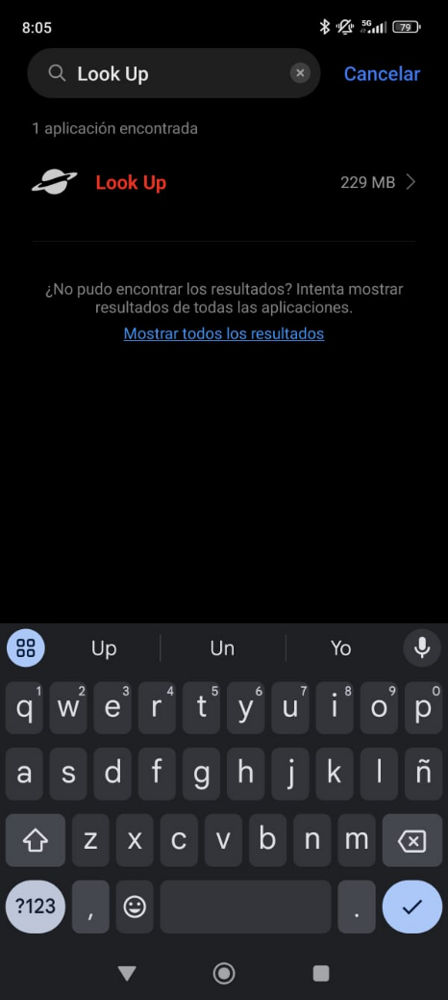 8:05
5G
79
Look Up
Cancelar
1 aplicación encontrada
Look Up
229 MB
¿No pudo encontrar los resultados? Intenta mostrar
resultados de todas las aplicaciones.
Mostrar todos los resultados
Up Un Yo
q1 w2 e3 r4 t5 y6 u7 i8 o9 p0
a s d f g h j k l ñ
z x c v b n m
?123 , .